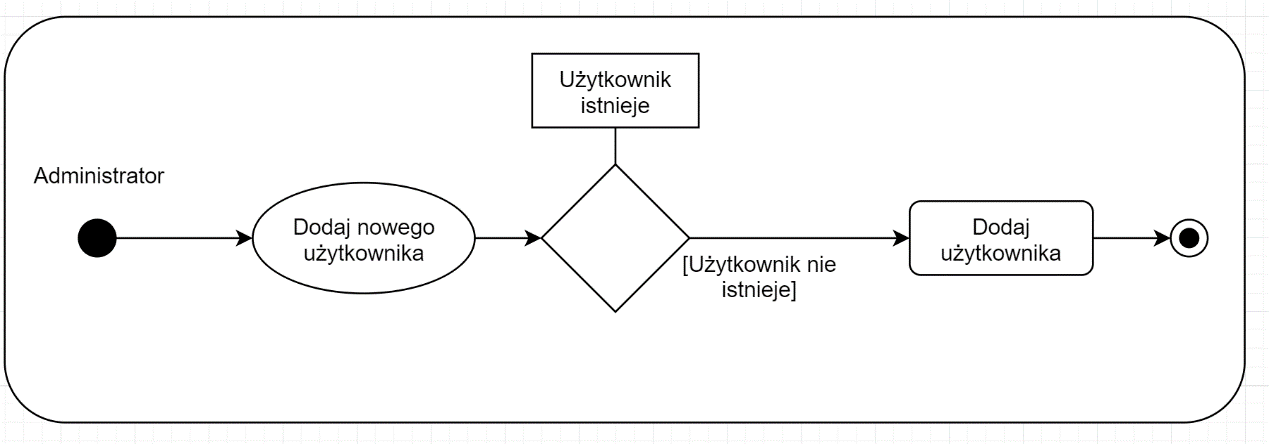 Użytkownik
istnieje
Administrator
Dodaj nowego
użytkownika
[Użytkownik nie
istnieje]
Dodaj
użytkownika